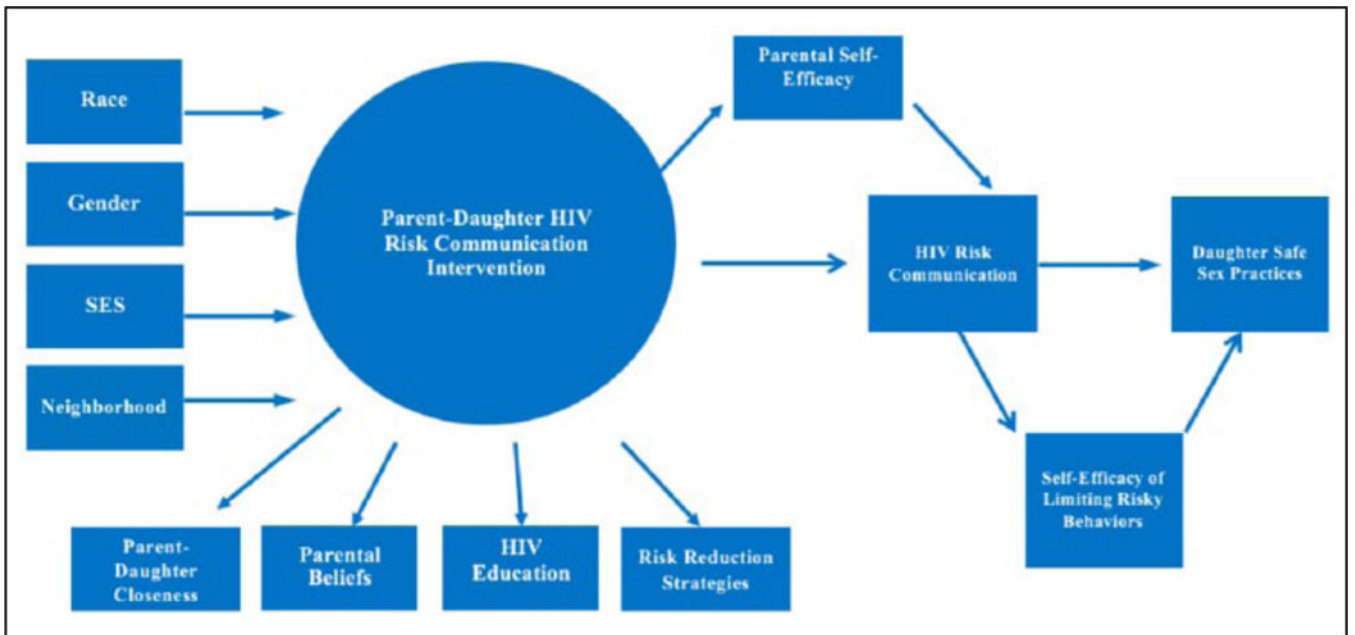 Race
Gender
SES
Neighborhood
Parent-Daughter HIV
Risk Communication
Intervention
Parental Self-
Efficacy
HIV Risk
Communication
Daughter Safe
Sex Practices
Self-Efficacy of
Limiting Risky
Behaviors
Parent-
Daughter
Closeness
Parental
Beliefs
HIV
Education
Risk Reduction
Strategies